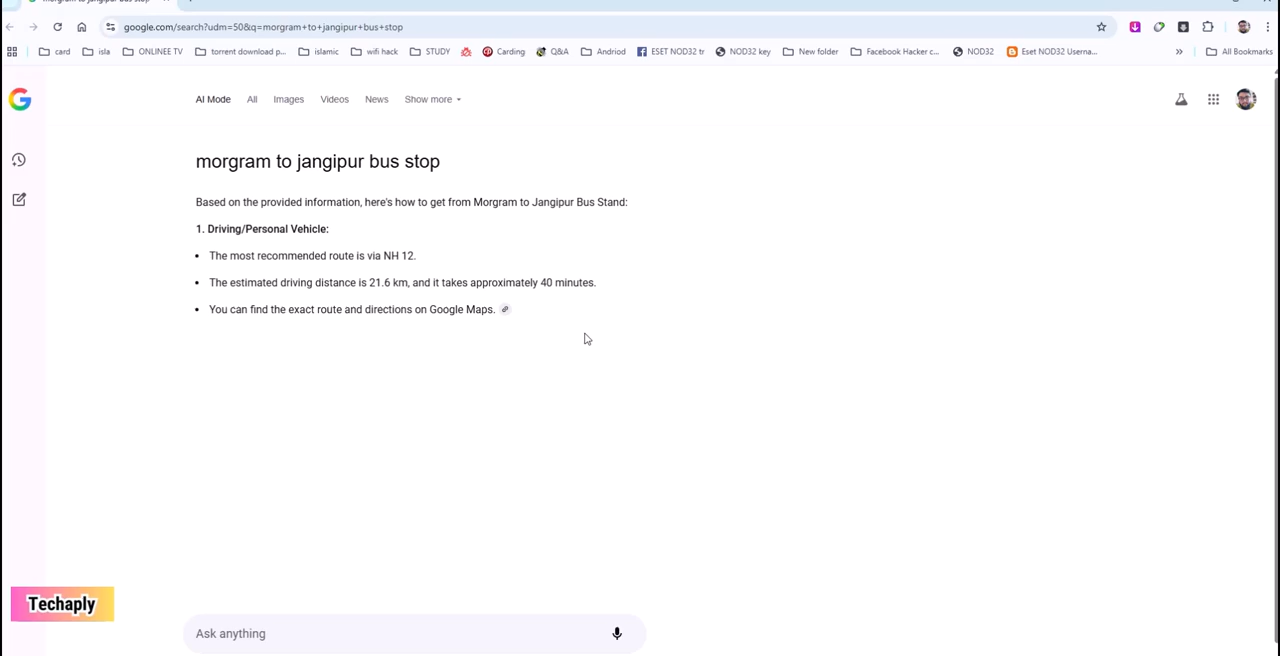 morgram to jangipur bus stop
google.com/search?udm=50&q=morgram+to+jangipur+bus+stop
card isla ONLINEE TV torrent download p... islamic wifi hack STUDY Carding Q&A Andriod ESET NOD32 tr NOD32 key New folder Facebook Hacker c... NOD32 Eset NOD32 Userna... » All Bookmarks
AI Mode All Images Videos News Show more
morgram to jangipur bus stop
Based on the provided information, here's how to get from Morgram to Jangipur Bus Stand:
1. Driving/Personal Vehicle:
• The most recommended route is via NH 12.
• The estimated driving distance is 21.6 km, and it takes approximately 40 minutes.
• You can find the exact route and directions on Google Maps.
Techaply
Ask anything